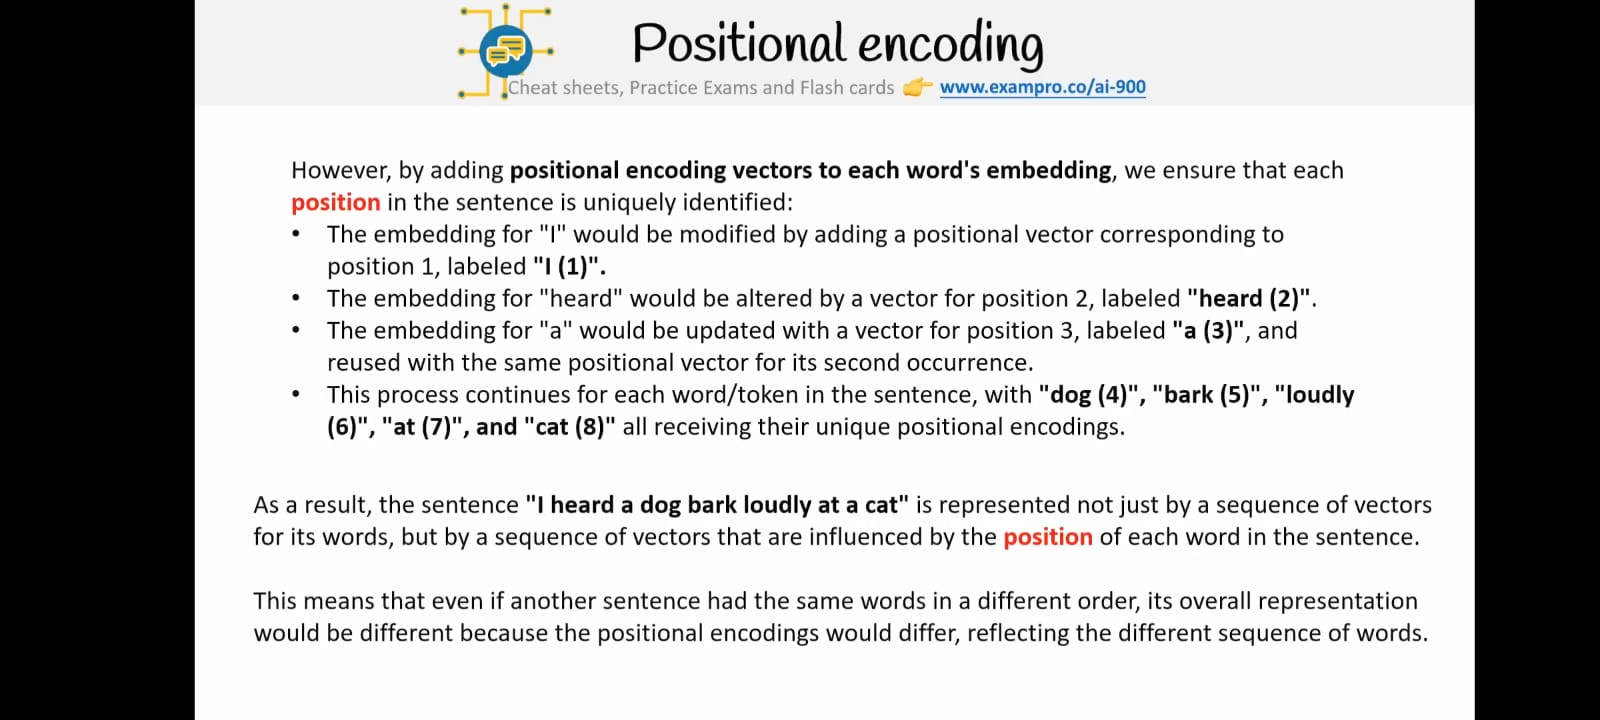 Positional encoding
Cheat sheets, Practice Exams and Flash cards 👉 www.exampro.co/ai-900
However, by adding positional encoding vectors to each word's embedding, we ensure that each
position in the sentence is uniquely identified:
• The embedding for "I" would be modified by adding a positional vector corresponding to
position 1, labeled "I (1)".
• The embedding for "heard" would be altered by a vector for position 2, labeled "heard (2)".
• The embedding for "a" would be updated with a vector for position 3, labeled "a (3)", and
reused with the same positional vector for its second occurrence.
• This process continues for each word/token in the sentence, with "dog (4)", "bark (5)", "loudly
(6)", "at (7)", and "cat (8)" all receiving their unique positional encodings.
As a result, the sentence "I heard a dog bark loudly at a cat" is represented not just by a sequence of vectors
for its words, but by a sequence of vectors that are influenced by the position of each word in the sentence.
This means that even if another sentence had the same words in a different order, its overall representation
would be different because the positional encodings would differ, reflecting the different sequence of words.